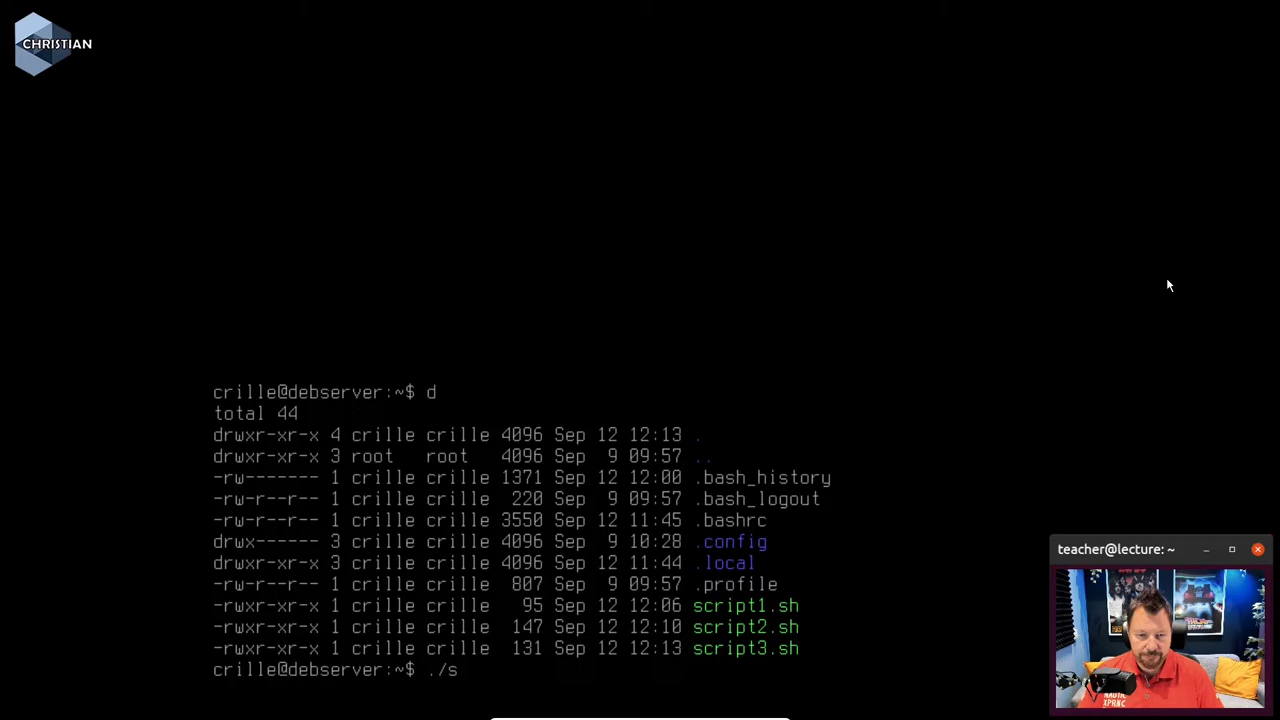 CHRISTIAN
crille@debserver:~$ d
total 44
drwxr-xr-x 4 crille crille 4096 Sep 12 12:13 .
drwxr-xr-x 3 root   root   4096 Sep  9 09:57 ..
-rw------- 1 crille crille 1371 Sep 12 12:00 .bash_history
-rw-r--r-- 1 crille crille  220 Sep  9 09:57 .bash_logout
-rw-r--r-- 1 crille crille 3550 Sep 12 11:45 .bashrc
drwx------ 3 crille crille 4096 Sep  9 10:28 .config
drwxr-xr-x 3 crille crille 4096 Sep 12 11:44 .local
-rw-r--r-- 1 crille crille  807 Sep  9 09:57 .profile
-rwxr-xr-x 1 crille crille   95 Sep 12 12:06 script1.sh
-rwxr-xr-x 1 crille crille  147 Sep 12 12:10 script2.sh
-rwxr-xr-x 1 crille crille  131 Sep 12 12:13 script3.sh
crille@debserver:~$ ./s
teacher@lecture: ~
NAUTIC
XPRNC